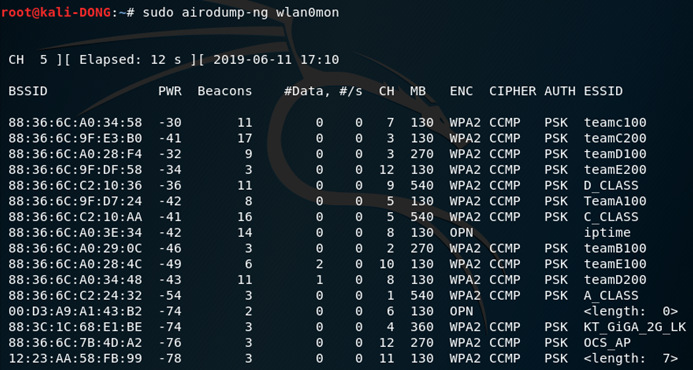 root@kali-DONG:~# sudo airodump-ng wlan0mon
CH 5 ][ Elapsed: 12 s ][ 2019-06-11 17:10
BSSID PWR Beacons #Data, #/s CH MB ENC CIPHER AUTH ESSID
88:36:6C:A0:34:58 -30 11 0 0 7 130 WPA2 CCMP PSK teamc100
88:36:6C:9F:E3:B0 -41 17 0 0 3 130 WPA2 CCMP PSK teamC200
88:36:6C:A0:28:F4 -32 9 0 0 3 270 WPA2 CCMP PSK teamD100
88:36:6C:9F:DF:58 -34 3 0 0 12 130 WPA2 CCMP PSK teamE200
88:36:6C:C2:10:36 -36 11 0 0 9 540 WPA2 CCMP PSK D_CLASS
88:36:6C:9F:D7:24 -42 8 0 0 5 130 WPA2 CCMP PSK TeamA100
88:36:6C:C2:10:AA -41 16 0 0 5 540 WPA2 CCMP PSK C_CLASS
88:36:6C:A0:3E:34 -42 14 0 0 8 130 OPN iptime
88:36:6C:A0:29:0C -46 3 0 0 2 270 WPA2 CCMP PSK teamB100
88:36:6C:A0:28:4C -49 6 2 0 10 130 WPA2 CCMP PSK teamE100
88:36:6C:A0:34:48 -43 11 1 0 8 130 WPA2 CCMP PSK teamD200
88:36:6C:C2:24:32 -54 3 0 0 1 540 WPA2 CCMP PSK A_CLASS
00:D3:A9:A1:43:B2 -74 2 0 0 6 130 OPN <length: 0>
88:3C:1C:68:E1:BE -74 3 0 0 4 360 WPA2 CCMP PSK KT_GiGA_2G_LK
88:36:6C:7B:4D:A2 -76 3 0 0 12 270 WPA2 CCMP PSK OCS_AP
12:23:AA:58:FB:99 -78 3 0 0 11 130 WPA2 CCMP PSK <length: 7>